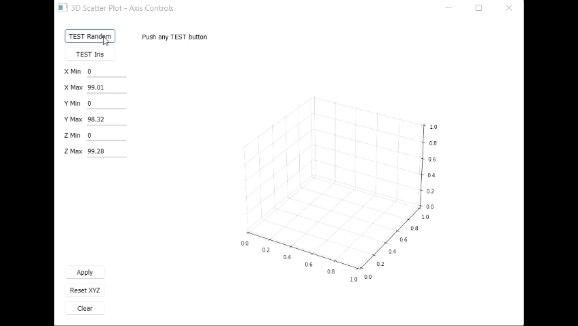 3D Scatter Plot - Axis Controls
TEST Random
Push any TEST button
TEST Iris
X Min 0
X Max 99.01
Y Min 0
Y Max 98.32
Z Min 0
Z Max 99.28
1.0
0.8
0.6
0.4
0.2
0.0
1.0
0.8
0.6
0.4
0.2
0.0
0.0
0.2
0.4
0.6
0.8
1.0
Apply
Reset XYZ
Clear